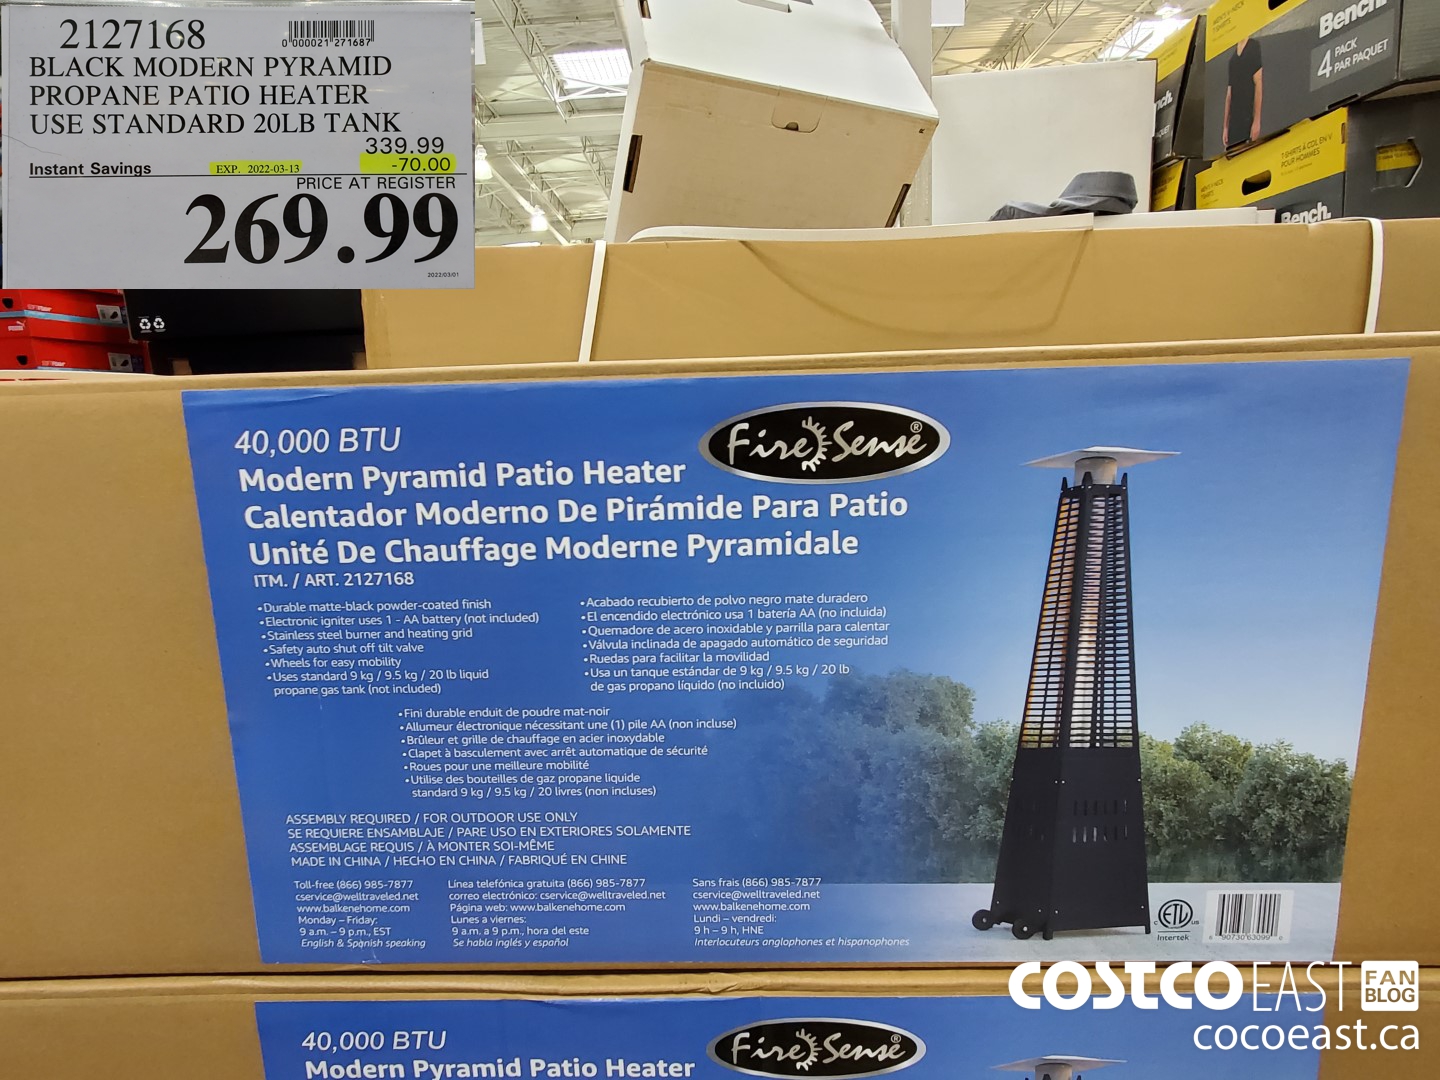 2127168
0"000021"271687"
BLACK MODERN PYRAMID
PROPANE PATIO HEATER
USE STANDARD 20LB TANK
339.99
Instant Savings EXP. 2022-03-13 -70.00
PRICE AT REGISTER
269.99
2022/03/01
Bench.
4 PACK
PAR PAQUET
T-SHIRTS À COL EN V
POUR HOMMES
Bench.
40,000 BTU
Fire Sense®
Modern Pyramid Patio Heater
Calentador Moderno De Pirámide Para Patio
Unité De Chauffage Moderne Pyramidale
ITM. / ART. 2127168
•Durable matte-black powder-coated finish
•Electronic igniter uses 1 - AA battery (not included)
•Stainless steel burner and heating grid
•Safety auto shut off tilt valve
•Wheels for easy mobility
•Uses standard 9 kg / 9.5 kg / 20 lb liquid
propane gas tank (not included)
•Acabado recubierto de polvo negro mate duradero
•El encendido electrónico usa 1 batería AA (no incluida)
•Quemador de acero inoxidable y parrilla para calentar
•Válvula inclinada de apagado automático de seguridad
•Ruedas para facilitar la movilidad
•Usa un tanque estándar de 9 kg / 9.5 kg / 20 lb
de gas propano líquido (no incluido)
•Fini durable enduit de poudre mat-noir
•Allumeur électronique nécessitant une (1) pile AA (non incluse)
•Brûleur et grille de chauffage en acier inoxydable
•Clapet à basculement avec arrêt automatique de sécurité
•Roues pour une meilleure mobilité
•Utilise des bouteilles de gaz propane liquide
standard 9 kg / 9.5 kg / 20 livres (non incluses)
ASSEMBLY REQUIRED / FOR OUTDOOR USE ONLY
SE REQUIERE ENSAMBLAJE / PARE USO EN EXTERIORES SOLAMENTE
ASSEMBLAGE REQUIS / À MONTER SOI-MÊME
MADE IN CHINA / HECHO EN CHINA / FABRIQUÉ EN CHINE
Toll-free (866) 985-7877
cservice@welltraveled.net
www.balkenehome.com
Monday – Friday:
9 a.m. – 9 p.m., EST
English & Spanish speaking
Línea telefónica gratuita (866) 985-7877
correo electrónico: cservice@welltraveled.net
Página web: www.balkenehome.com
Lunes a viernes:
9 a.m. a 9 p.m., hora del este
Se habla inglés y español
Sans frais (866) 985-7877
cservice@welltraveled.net
www.balkenehome.com
Lundi – vendredi:
9 h – 9 h, HNE
Interlocuteurs anglophones et hispanophones
C ETL US
Intertek
6 90730 63099 0
COSTCO EAST FAN BLOG
cocoeast.ca
40,000 BTU
Fire Sense®
Modern Pyramid Patio Heater